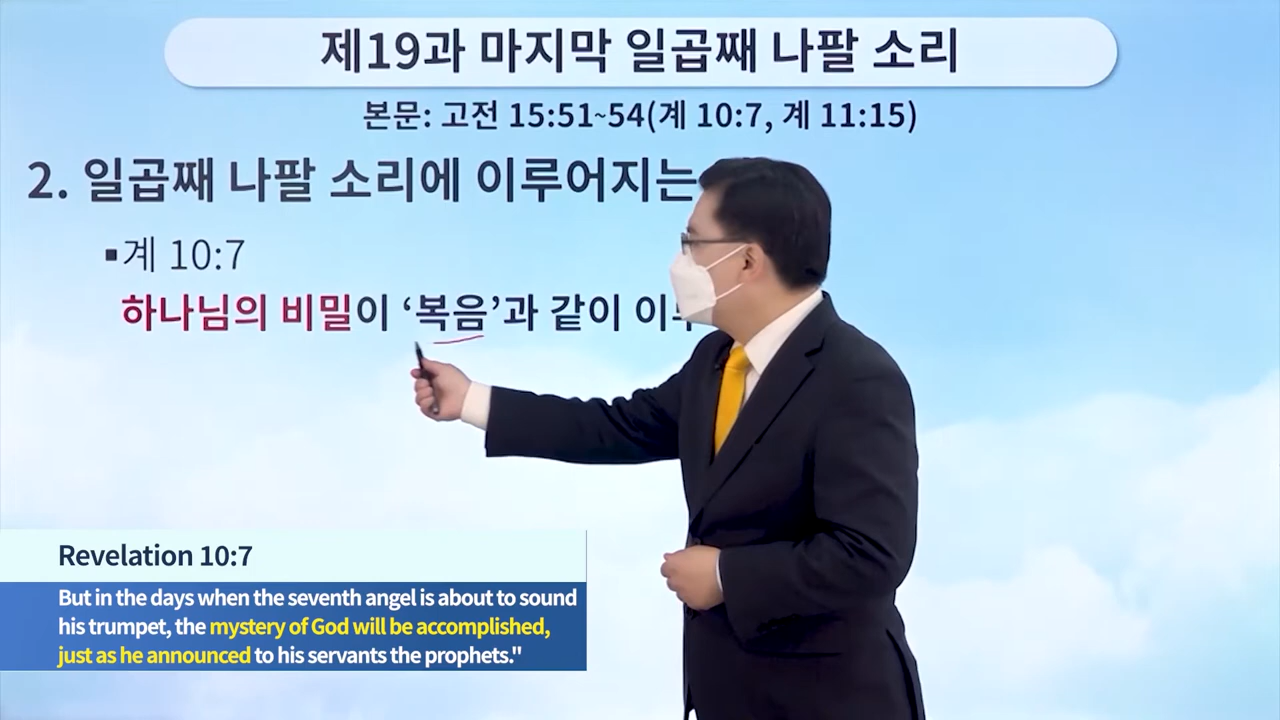 제19과 마지막 일곱째 나팔 소리
본문: 고전 15:51~54(계 10:7, 계 11:15)
2. 일곱째 나팔 소리에 이루어지는
▪계 10:7
하나님의 비밀이 ‘복음’과 같이
Revelation 10:7
But in the days when the seventh angel is about to sound
his trumpet, the mystery of God will be accomplished,
just as he announced to his servants the prophets."